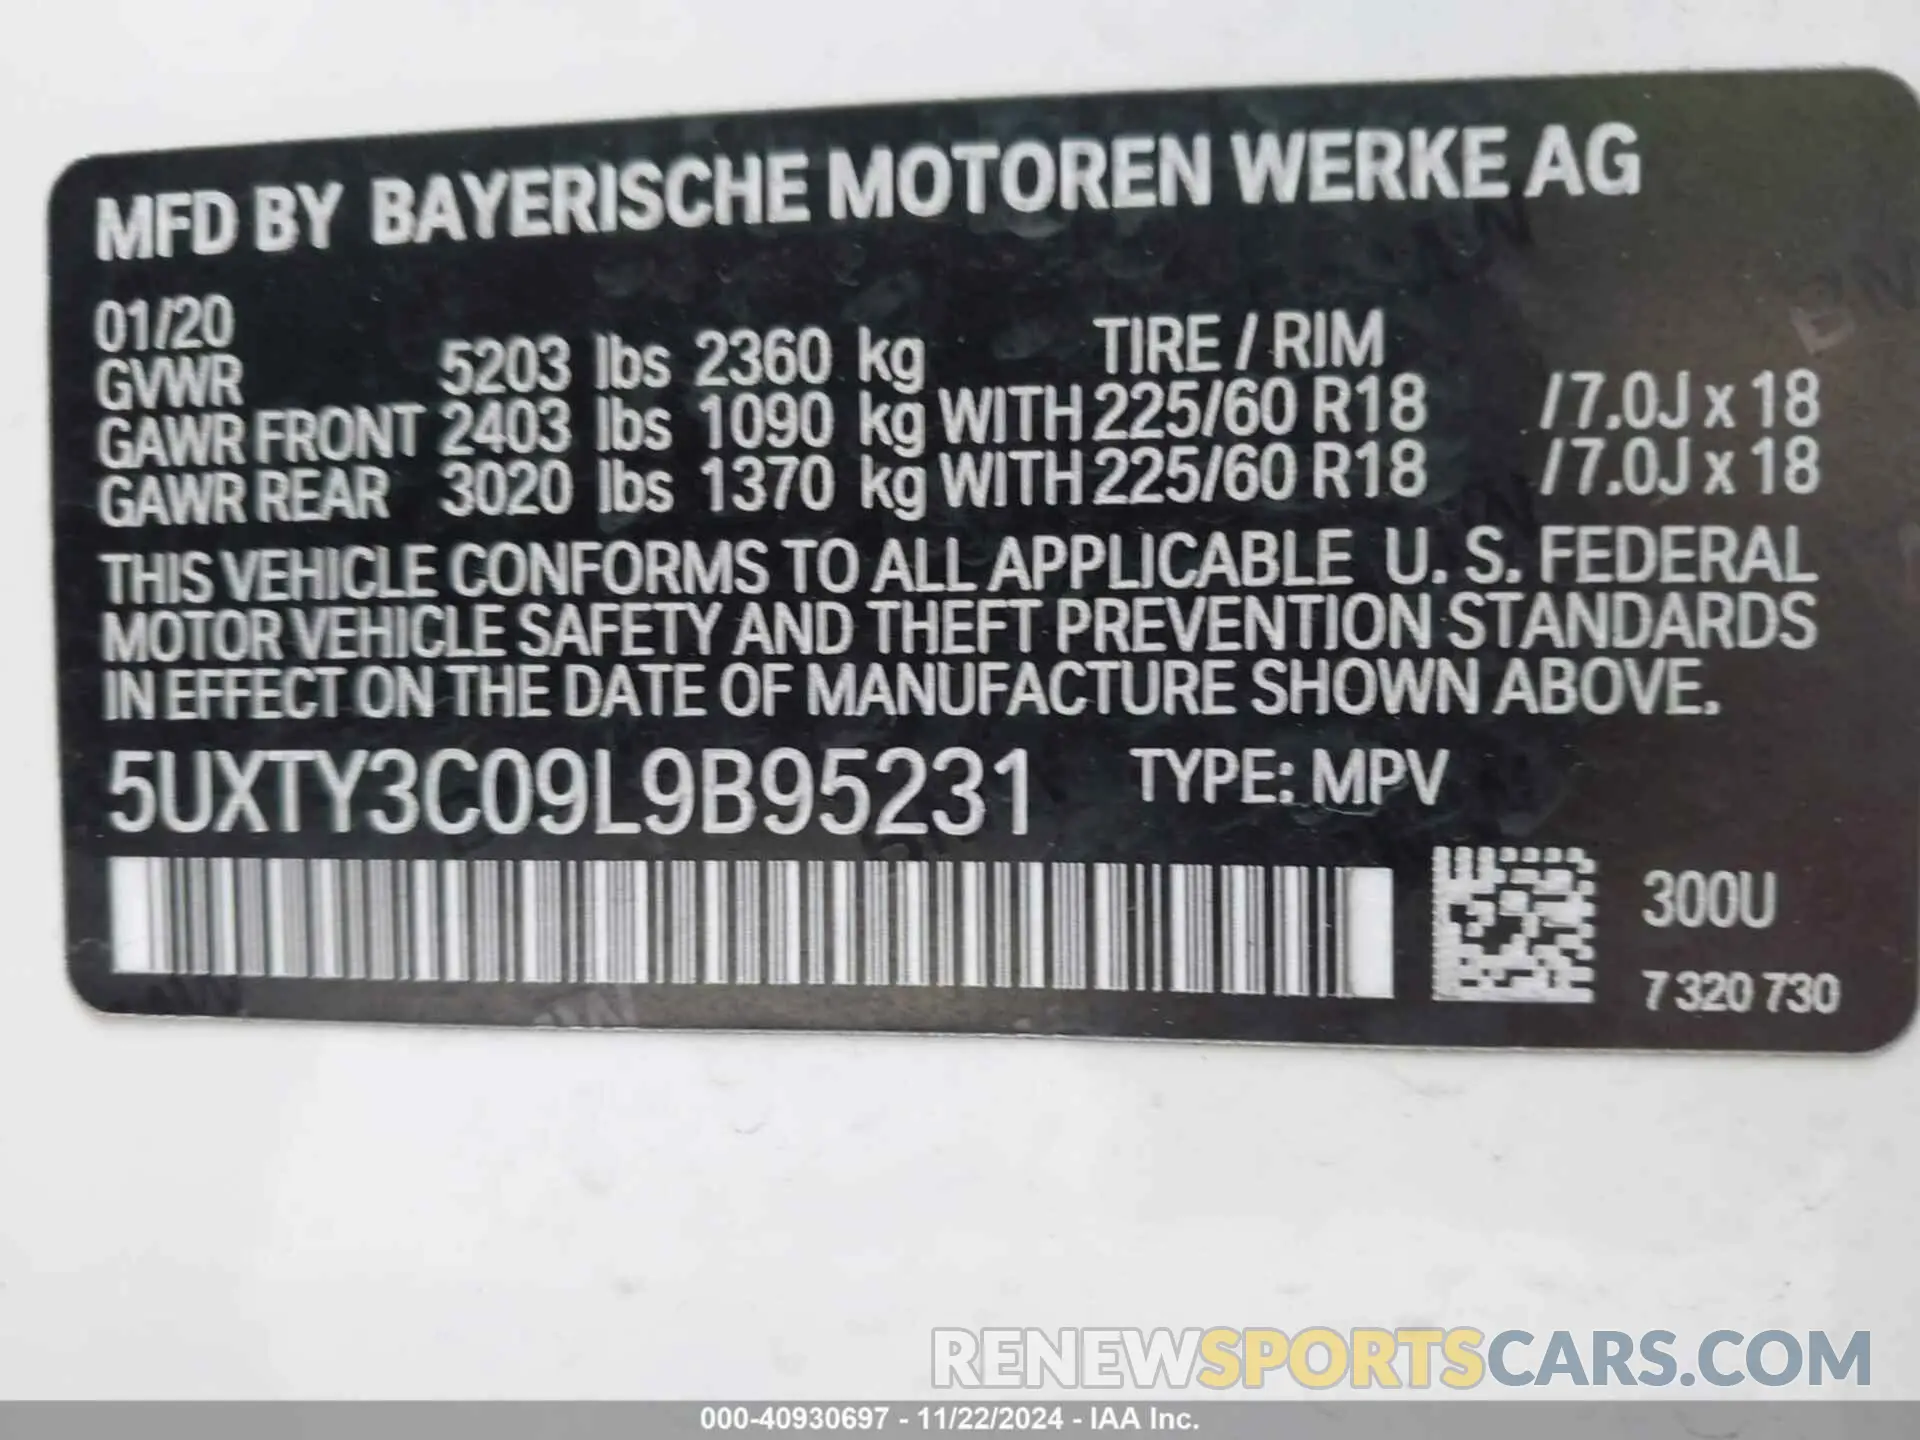 MFD BY BAYERISCHE MOTOREN WERKE AG
01/20
GVWR 5203 lbs 2360 kg TIRE / RIM
GAWR FRONT 2403 lbs 1090 kg WITH 225/60 R18 /7.0J x 18
GAWR REAR 3020 lbs 1370 kg WITH 225/60 R18 /7.0J x 18
THIS VEHICLE CONFORMS TO ALL APPLICABLE U. S. FEDERAL
MOTOR VEHICLE SAFETY AND THEFT PREVENTION STANDARDS
IN EFFECT ON THE DATE OF MANUFACTURE SHOWN ABOVE.
5UXTY3C09L9B95231 TYPE: MPV
300U
7 320 730
RENEWSPORTSCARS.COM
000-40930697 - 11/22/2024 - IAA Inc.